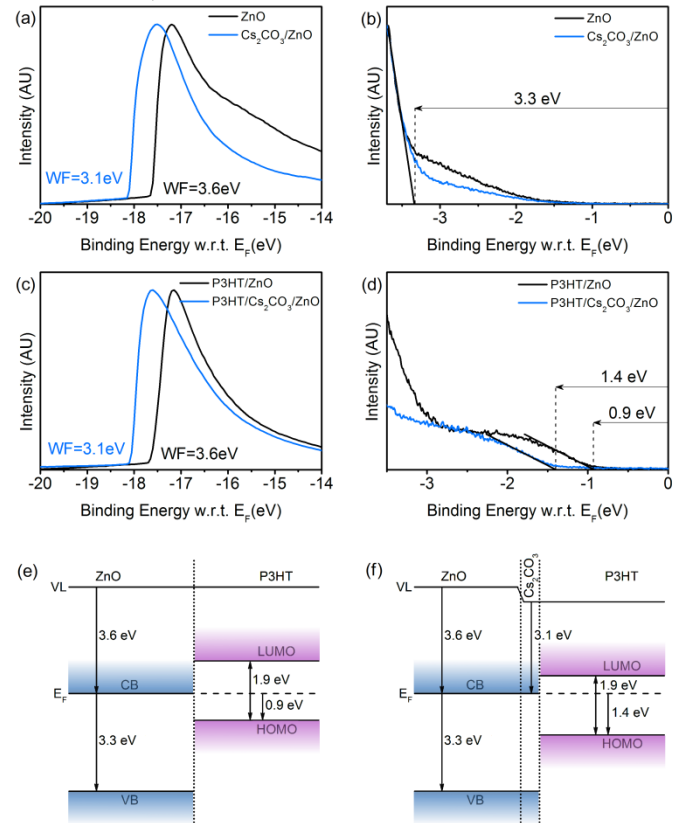 (a)
ZnO
Cs₂CO₃/ZnO
Intensity (AU)
WF=3.1eV
WF=3.6eV
-20 -19 -18 -17 -16 -15 -14
Binding Energy w.r.t. E_F(eV)
(b)
ZnO
Cs₂CO₃/ZnO
3.3 eV
Intensity (AU)
-3 -2 -1 0
Binding Energy w.r.t. E_F(eV)
(c)
P3HT/ZnO
P3HT/Cs₂CO₃/ZnO
Intensity (AU)
WF=3.1eV
WF=3.6eV
-20 -19 -18 -17 -16 -15 -14
Binding Energy w.r.t. E_F(eV)
(d)
P3HT/ZnO
P3HT/Cs₂CO₃/ZnO
1.4 eV
0.9 eV
Intensity (AU)
-3 -2 -1 0
Binding Energy w.r.t. E_F(eV)
(e)
ZnO
P3HT
VL
3.6 eV
LUMO
CB
1.9 eV
E_F
0.9 eV
HOMO
3.3 eV
VB
(f)
ZnO
Cs₂CO₃
P3HT
VL
3.6 eV
3.1 eV
LUMO
CB
1.9 eV
E_F
1.4 eV
HOMO
3.3 eV
VB